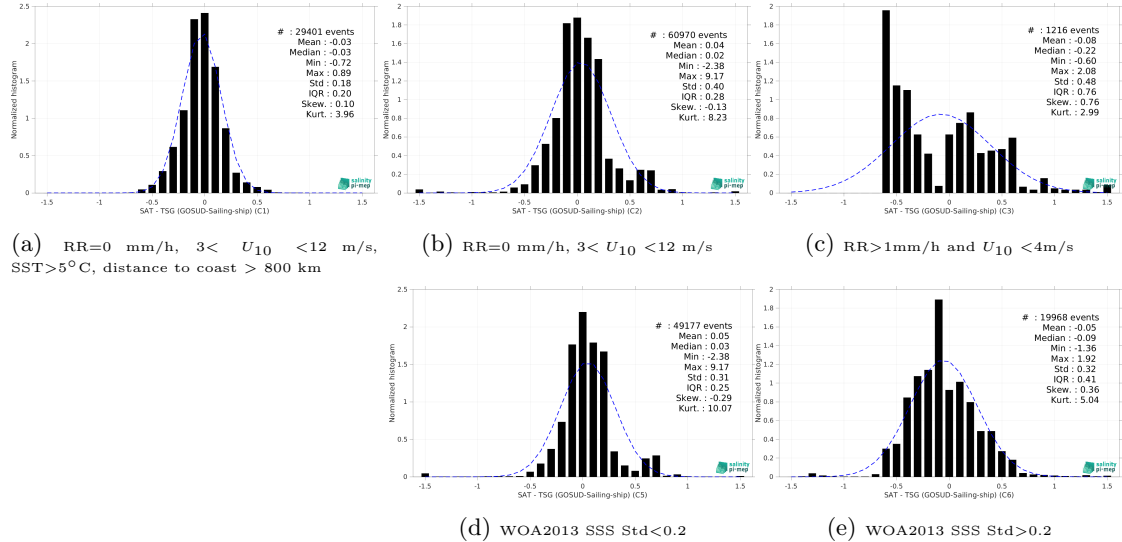 # : 29401 events
Mean : -0.03
Median : -0.03
Min : -0.72
Max : 0.89
Std : 0.18
IQR : 0.20
Skew. : 0.10
Kurt. : 3.96
Normalized histogram
2.5
2
1.5
1
0.5
0
-1.5 -1 -0.5 0 0.5 1 1.5
SAT - TSG (GOSUD-Sailing-ship) (C1)
salinity
pi-mep
(a) RR=0 mm/h, 3< U10 <12 m/s,
SST>5°C, distance to coast > 800 km
# : 60970 events
Mean : 0.04
Median : 0.02
Min : -2.38
Max : 9.17
Std : 0.40
IQR : 0.28
Skew. : -0.13
Kurt. : 8.23
Normalized histogram
2
1.8
1.6
1.4
1.2
1
0.8
0.6
0.4
0.2
0
-1.5 -1 -0.5 0 0.5 1 1.5
SAT - TSG (GOSUD-Sailing-ship) (C2)
salinity
pi-mep
(b) RR=0 mm/h, 3< U10 <12 m/s
# : 1216 events
Mean : -0.08
Median : -0.22
Min : -0.60
Max : 2.08
Std : 0.48
IQR : 0.76
Skew. : 0.76
Kurt. : 2.99
Normalized histogram
2
1.8
1.6
1.4
1.2
1
0.8
0.6
0.4
0.2
0
-1.5 -1 -0.5 0 0.5 1 1.5
SAT - TSG (GOSUD-Sailing-ship) (C3)
salinity
pi-mep
(c) RR>1mm/h and U10 <4m/s
# : 49177 events
Mean : 0.05
Median : 0.03
Min : -2.38
Max : 9.17
Std : 0.31
IQR : 0.25
Skew. : -0.29
Kurt. : 10.07
Normalized histogram
2.5
2
1.5
1
0.5
0
-1.5 -1 -0.5 0 0.5 1 1.5
SAT - TSG (GOSUD-Sailing-ship) (C5)
salinity
pi-mep
(d) WOA2013 SSS Std<0.2
# : 19968 events
Mean : -0.05
Median : -0.09
Min : -1.36
Max : 1.92
Std : 0.32
IQR : 0.41
Skew. : 0.36
Kurt. : 5.04
Normalized histogram
2
1.8
1.6
1.4
1.2
1
0.8
0.6
0.4
0.2
0
-1.5 -1 -0.5 0 0.5 1 1.5
SAT - TSG (GOSUD-Sailing-ship) (C6)
salinity
pi-mep
(e) WOA2013 SSS Std>0.2